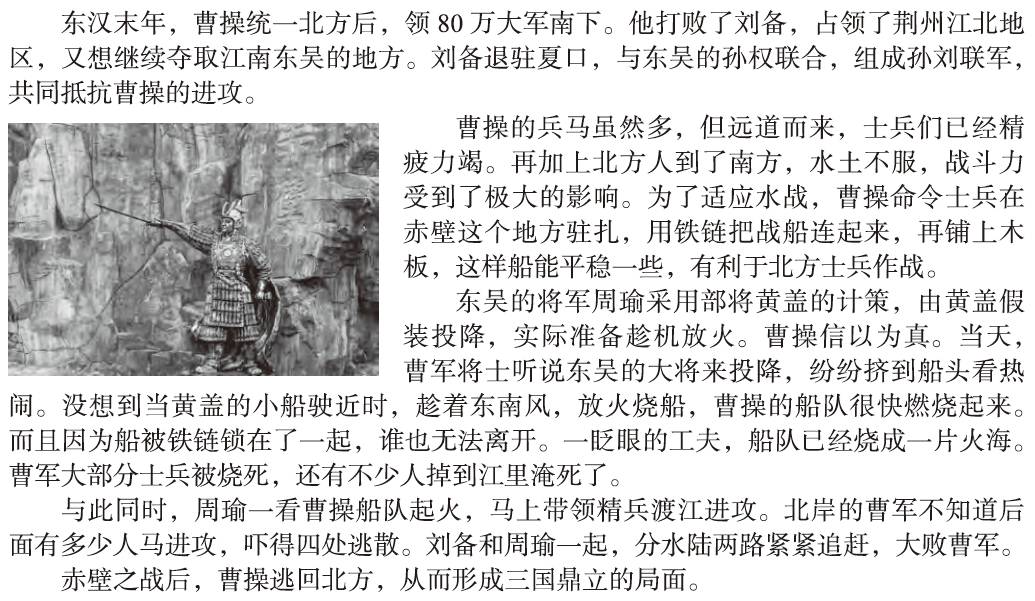 东汉末年，曹操统一北方后，领 80 万大军南下。他打败了刘备，占领了荆州江北地
区，又想继续夺取江南东吴的地方。刘备退驻夏口，与东吴的孙权联合，组成孙刘联军，
共同抵抗曹操的进攻。
曹操的兵马虽然多，但远道而来，士兵们已经精
疲力竭。再加上北方人到了南方，水土不服，战斗力
受到了极大的影响。为了适应水战，曹操命令士兵在
赤壁这个地方驻扎，用铁链把战船连起来，再铺上木
板，这样船能平稳一些，有利于北方士兵作战。
东吴的将军周瑜采用部将黄盖的计策，由黄盖假
装投降，实际准备趁机放火。曹操信以为真。当天，
曹军将士听说东吴的大将来投降，纷纷挤到船头看热
闹。没想到当黄盖的小船驶近时，趁着东南风，放火烧船，曹操的船队很快燃烧起来。
而且因为船被铁链锁在了一起，谁也无法离开。一眨眼的工夫，船队已经烧成一片火海。
曹军大部分士兵被烧死，还有不少人掉到江里淹死了。
与此同时，周瑜一看曹操船队起火，马上带领精兵渡江进攻。北岸的曹军不知道后
面有多少人马进攻，吓得四处逃散。刘备和周瑜一起，分水陆两路紧紧追赶，大败曹军。
赤壁之战后，曹操逃回北方，从而形成三国鼎立的局面。